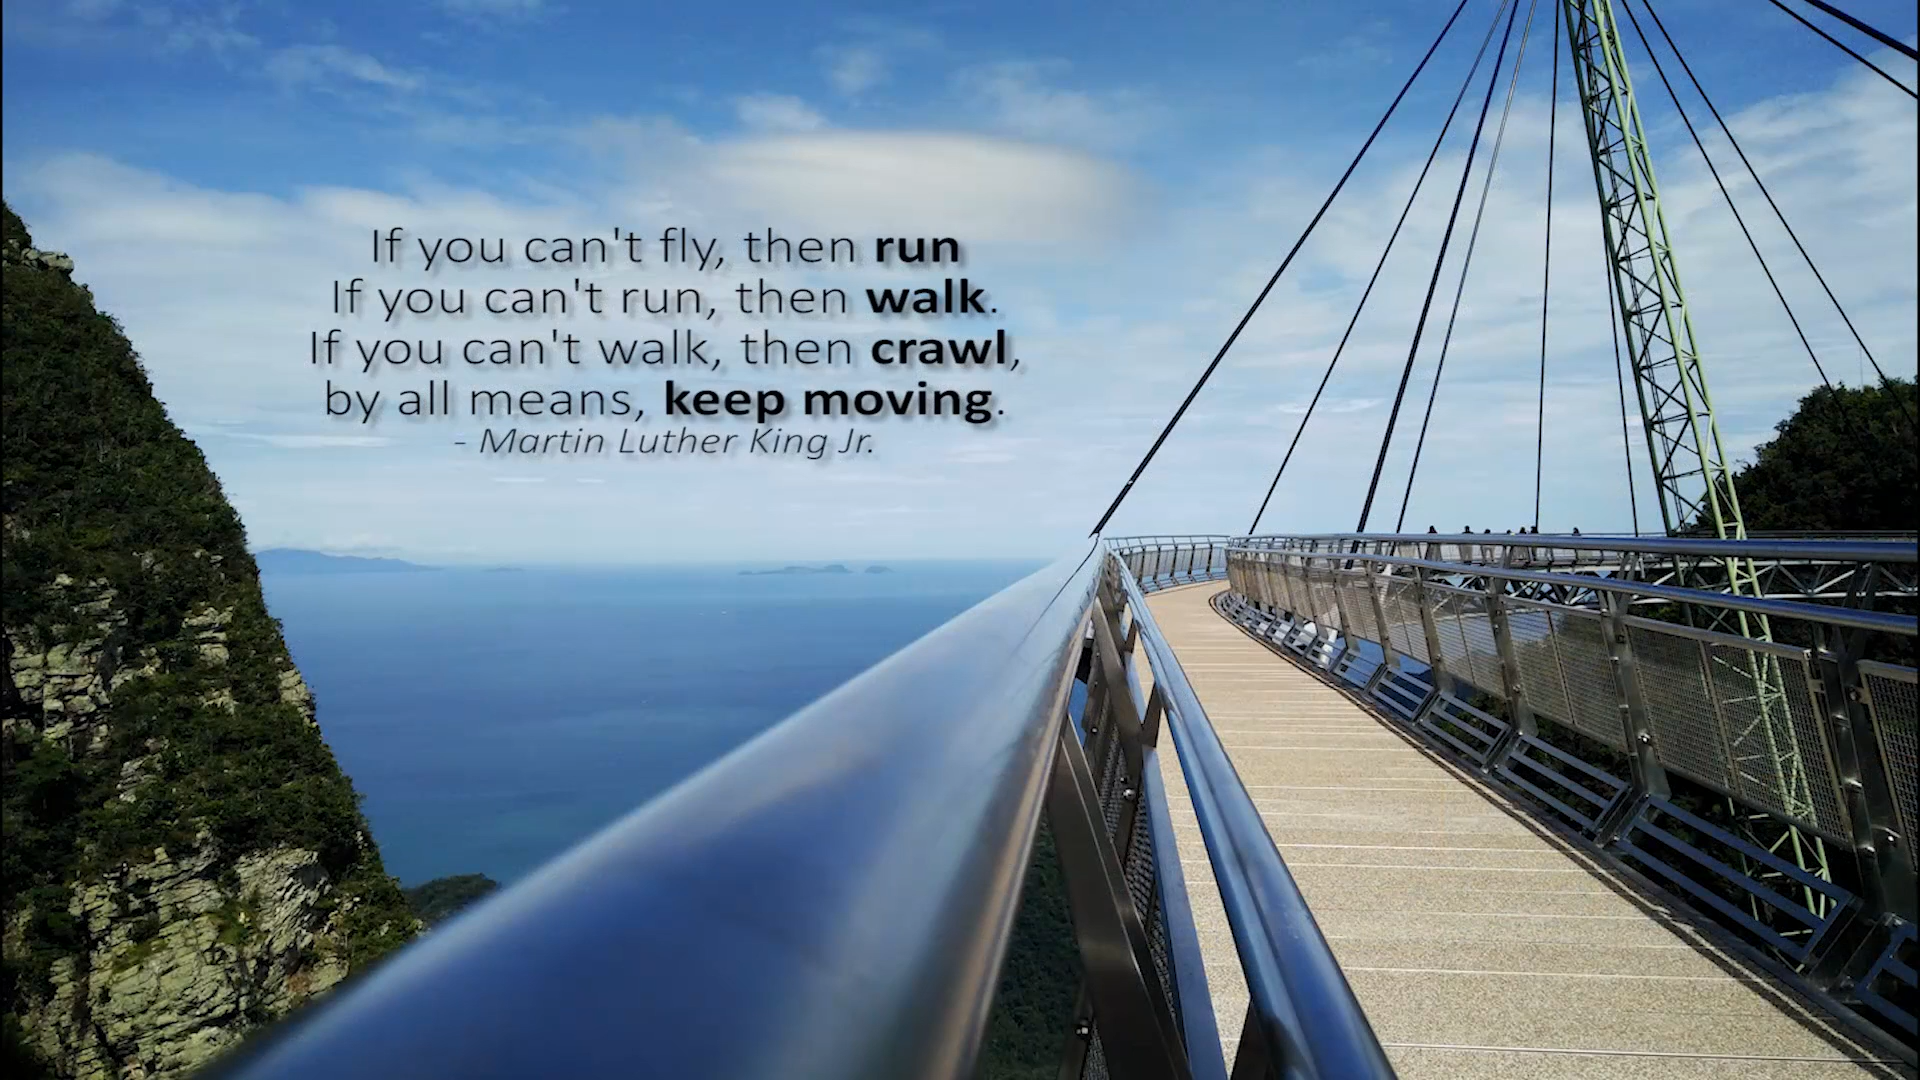 If you can't fly, then run
If you can't run, then walk.
If you can't walk, then crawl,
by all means, keep moving.
- Martin Luther King Jr.